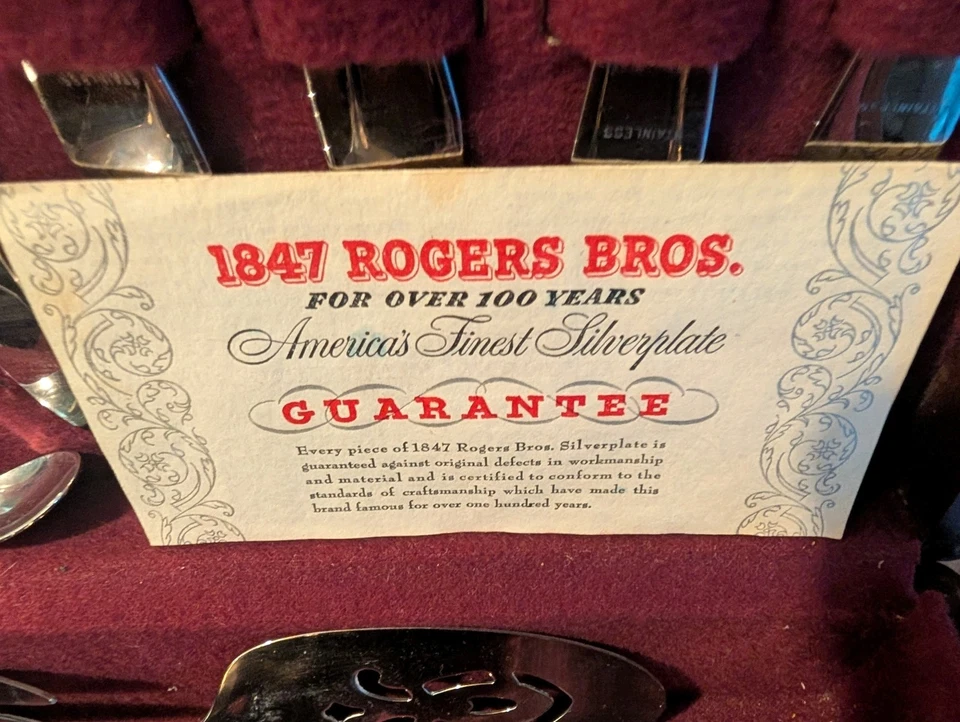 STAINLESS
STAINLESS
1847 ROGERS BROS.
FOR OVER 100 YEARS
America's Finest Silverplate
GUARANTEE
Every piece of 1847 Rogers Bros. Silverplate is
guaranteed against original defects in workmanship
and material and is certified to conform to the
standards of craftsmanship which have made this
brand famous for over one hundred years.